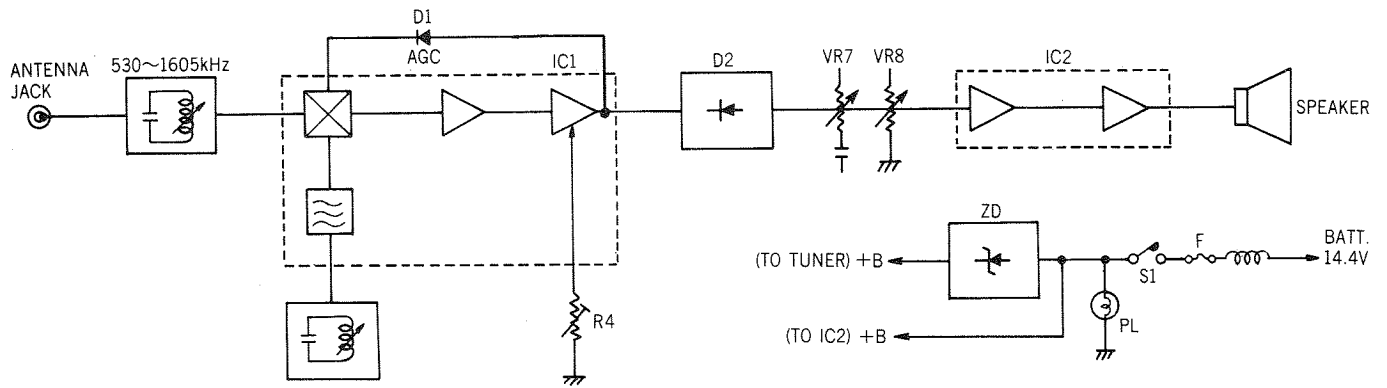 ANTENNA
JACK
530~1605kHz
D1
AGC
IC1
D2
VR7
VR8
IC2
SPEAKER
R4
(TO TUNER) +B
ZD
S1
F
BATT.
14.4V
PL
(TO IC2) +B